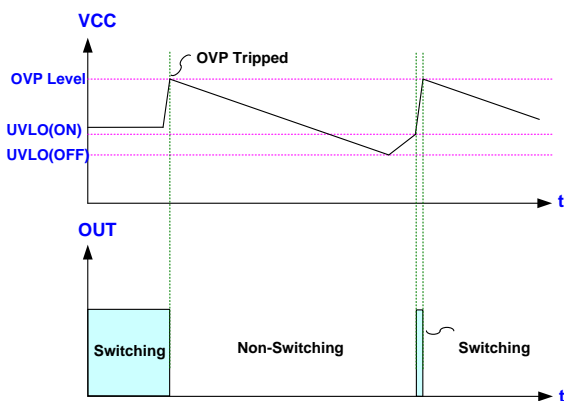 VCC
OVP Tripped
OVP Level
UVLO(ON)
UVLO(OFF)
t
OUT
Switching
Non-Switching
Switching
t